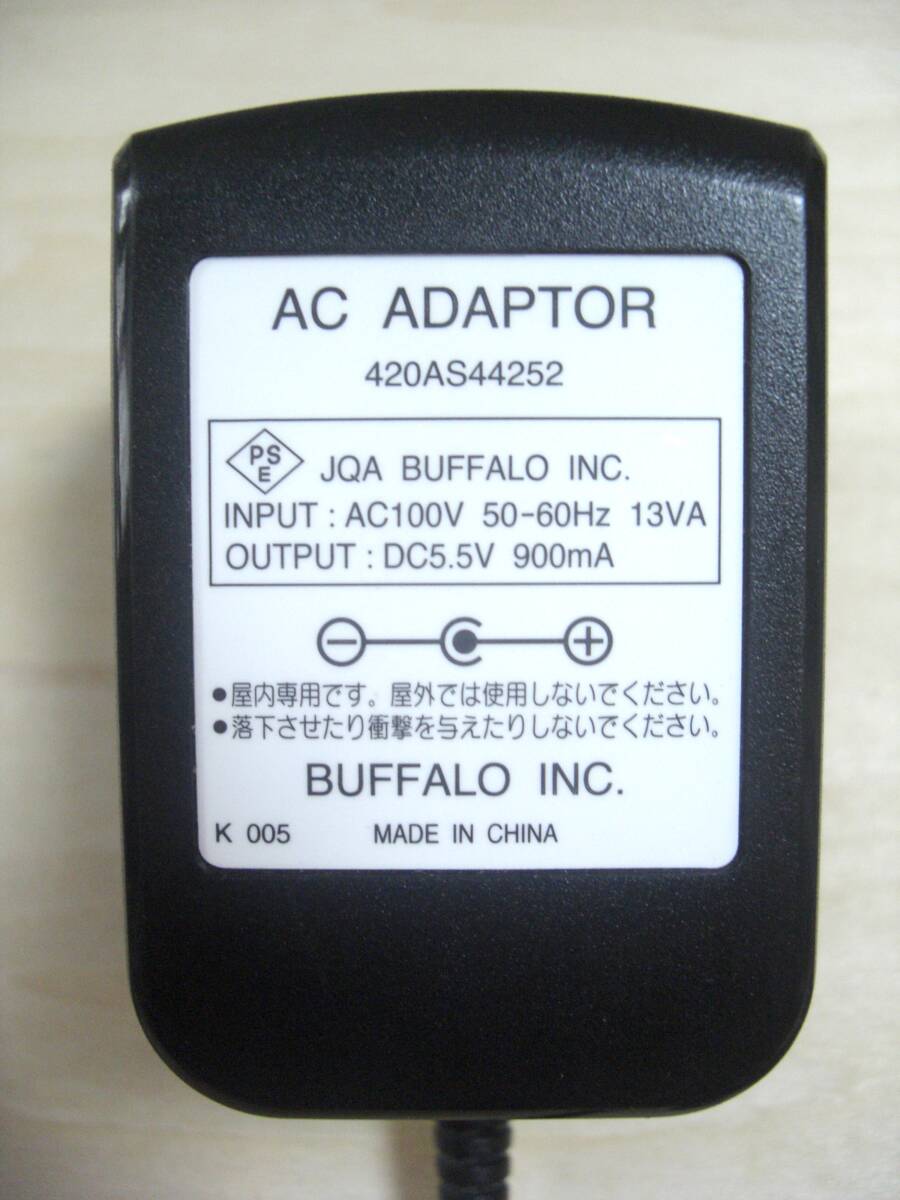 AC ADAPTOR
420AS44252
PSE JQA BUFFALO INC.
INPUT : AC100V 50-60Hz 13VA
OUTPUT : DC5.5V 900mA
●屋内専用です。屋外では使用しないでください。
●落下させたり衝撃を与えたりしないでください。
BUFFALO INC.
K 005 MADE IN CHINA